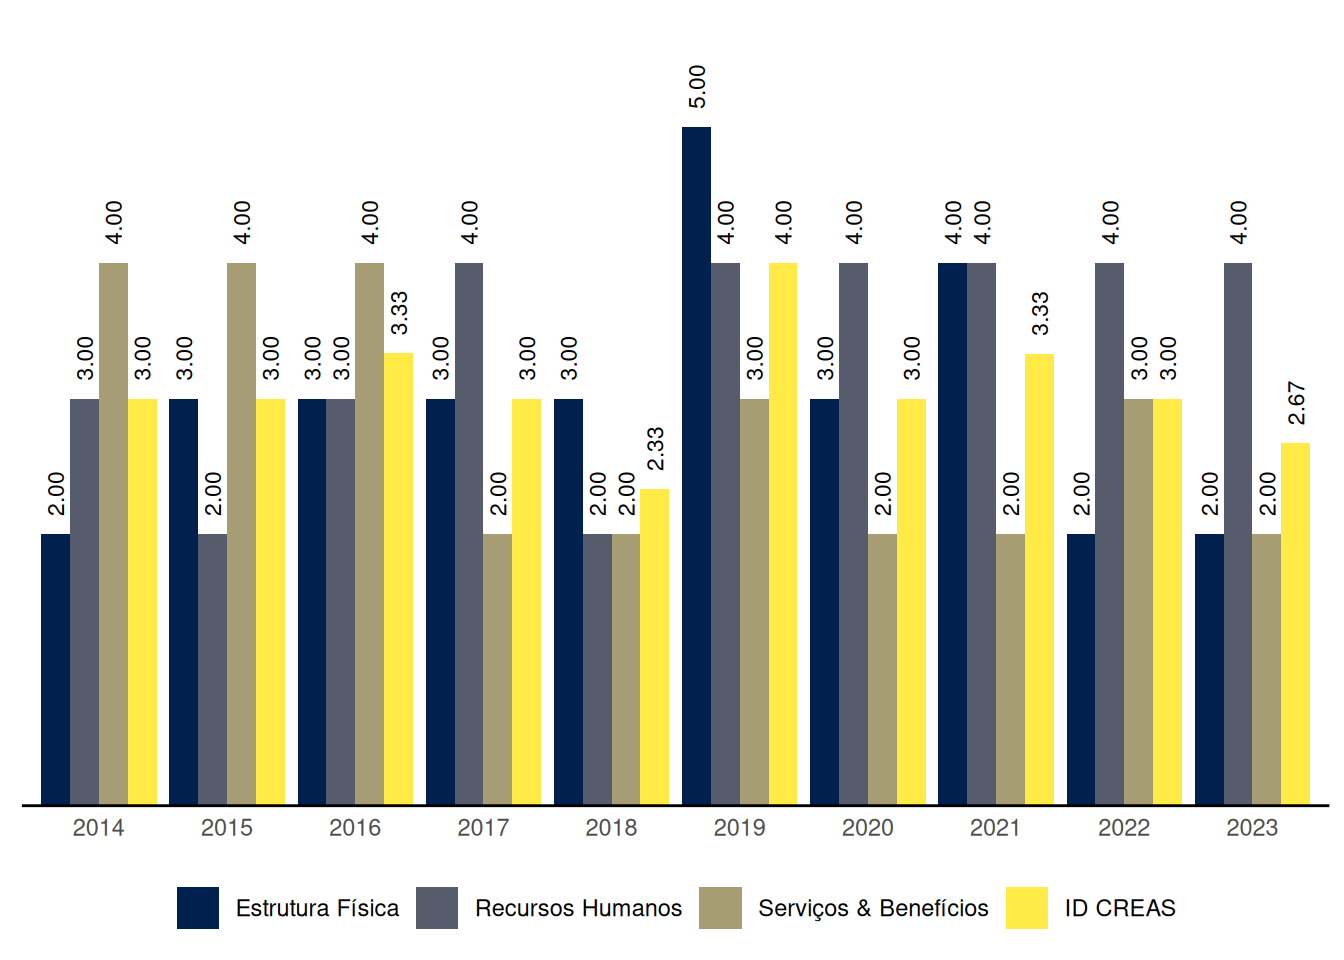 5.00
4.00 4.00 4.00 4.00 4.00 4.00 4.00 4.00 4.00 4.00 4.00
3.33 3.33
3.00 3.00 3.00 3.00 3.00 3.00 3.00 3.00 3.00 3.00 3.00 3.00 3.00 3.00 3.00
2.67
2.33
2.00 2.00 2.00 2.00 2.00 2.00 2.00 2.00 2.00 2.00
2014 2015 2016 2017 2018 2019 2020 2021 2022 2023
Estrutura Física Recursos Humanos Serviços & Benefícios ID CREAS